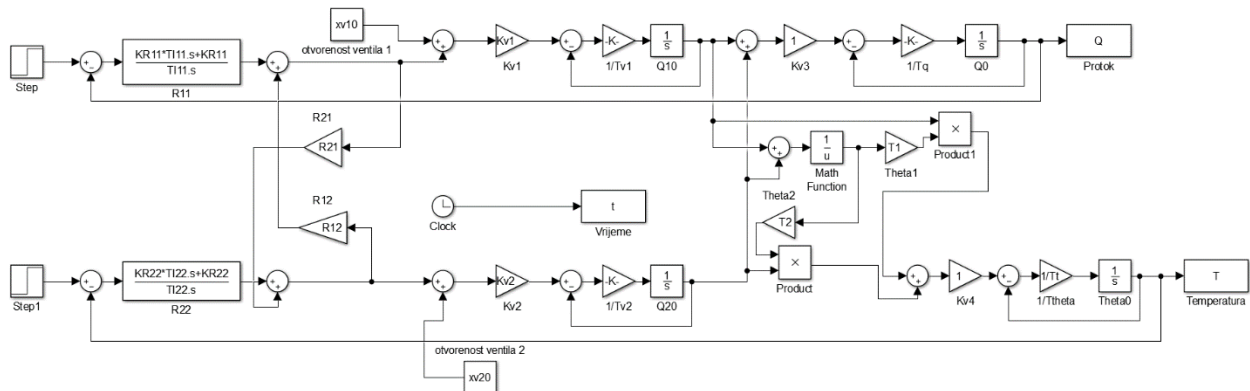 xv10
otvorenost ventila 1
Step
KR11*TI11.s+KR11
TI11.s
R11
Kv1
Kv1
-K-
1/Tv1
1
s
Q10
1
Kv3
-K-
1/Tq
1
s
Q0
Q
Protok
R21
R21
1
u
Math
Function
T1
Theta1
×
Product1
R12
R12
Clock
t
Vrijeme
Theta2
T2
×
Product
Step1
KR22*TI22.s+KR22
TI22.s
R22
Kv2
Kv2
-K-
1/Tv2
1
s
Q20
1
Kv4
1/Tt
1/Ttheta
1
s
Theta0
T
Temperatura
otvorenost ventila 2
xv20